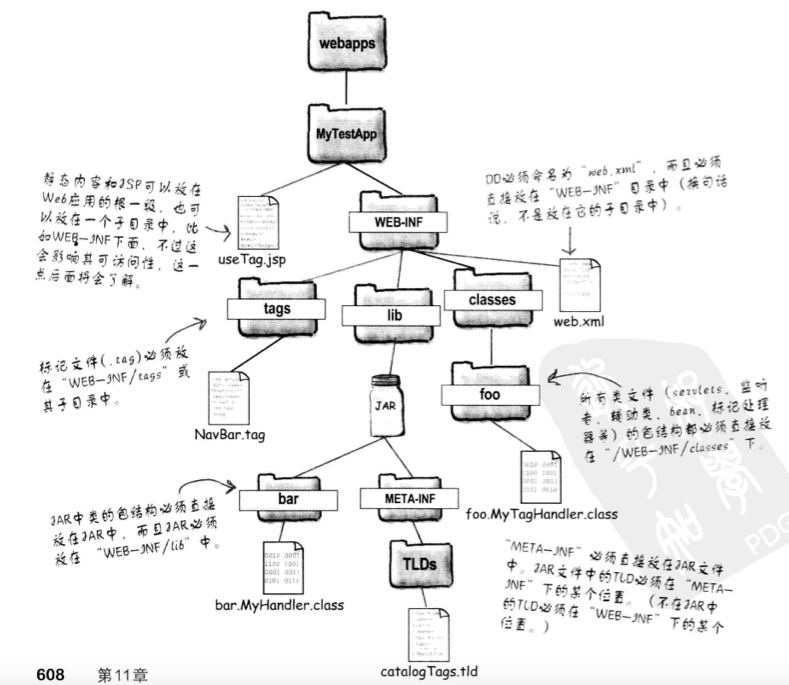 webapps
MyTestApp
静态内容和JSP可以放在
Web应用的根一级，也可
以放在一个子目录中，比
如WEB-INF下面，不过这
会影响其可访问性，这一
点后面将会了解。
useTag.jsp
WEB-INF
DD必须命名为“web.xml”，而且必须
直接放在“WEB-INF”目录中（换句话
说，不是放在它的子目录中）。
tags
lib
classes
web.xml
标记文件(.tag)必须放
在“WEB-INF/tags”或
其子目录中。
NavBar.tag
JAR
foo
所有类文件（servlets、监听
者、辅助类、bean、标记处理
器等）的包结构都必须直接放
在“/WEB-INF/classes”下。
foo.MyTagHandler.class
JAR中类的包结构必须直接
放在JAR中，而且JAR必须
放在“WEB-INF/lib”中。
bar
META-INF
bar.MyHandler.class
TLDs
“META-INF”必须直接放在JAR文件
中。JAR文件中的TLD必须在“META-
INF”下的某个位置。（不在JAR中
的TLD必须在“WEB-INF”下的某个
位置。）
catalogTags.tld
PDG
608 第11章